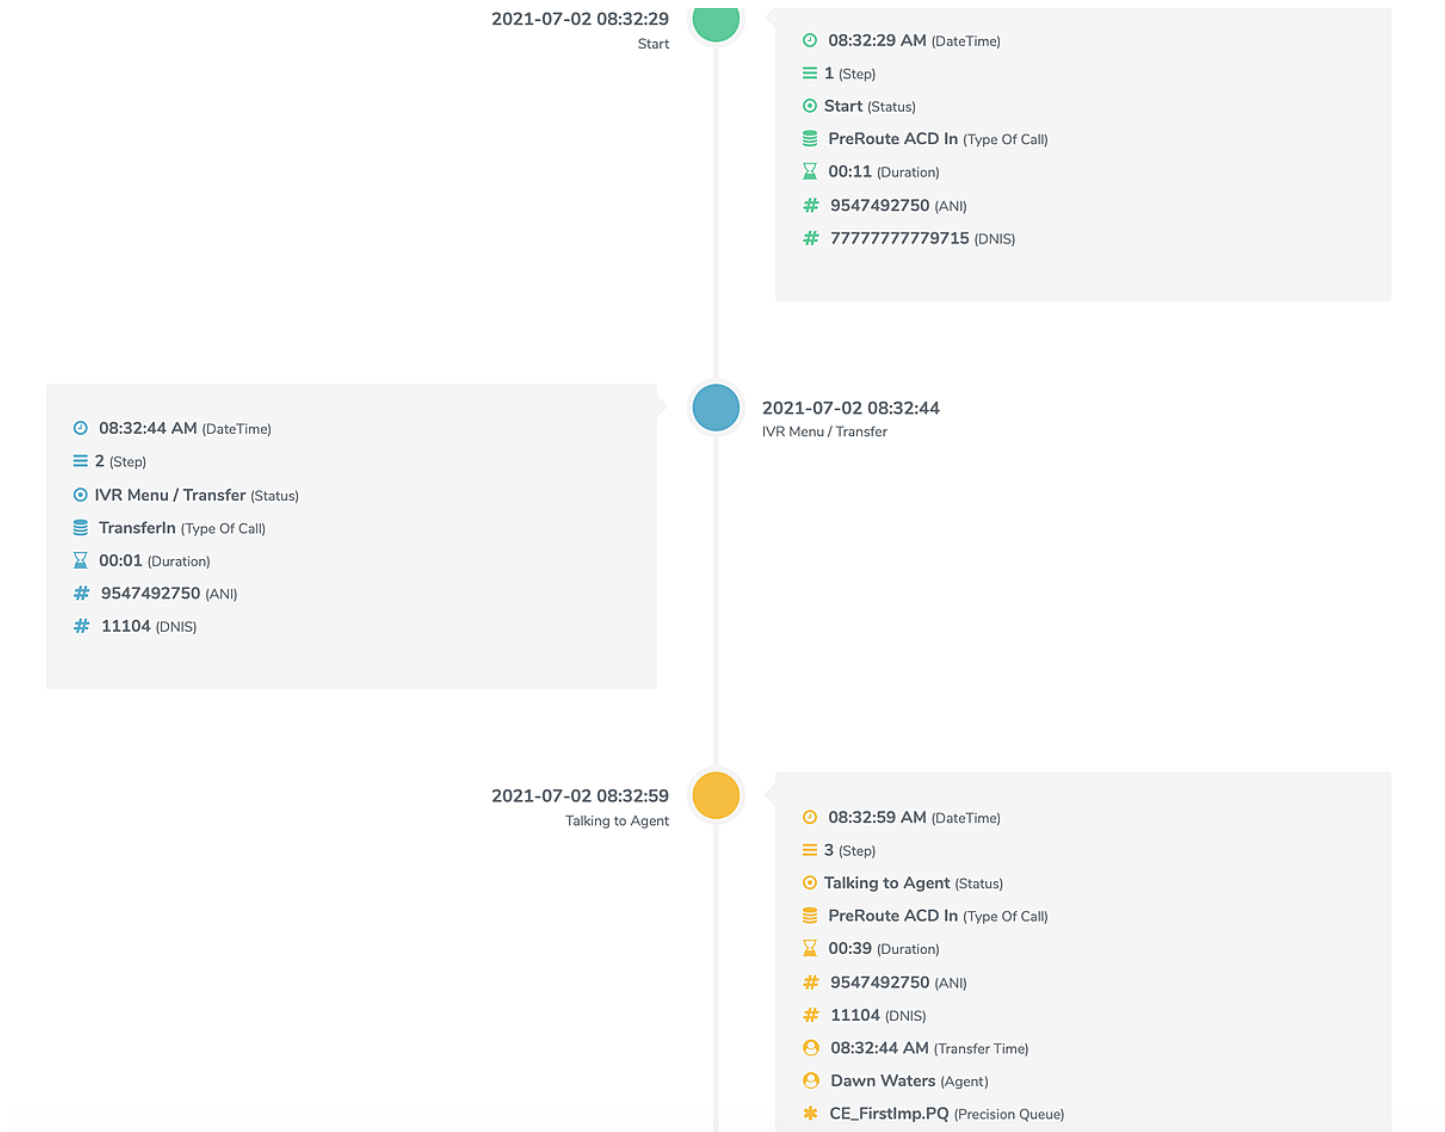 2021-07-02 08:32:29
Start
08:32:29 AM (DateTime)
1 (Step)
Start (Status)
PreRoute ACD In (Type Of Call)
00:11 (Duration)
# 9547492750 (ANI)
# 77777777779715 (DNIS)
2021-07-02 08:32:44
IVR Menu / Transfer
08:32:44 AM (DateTime)
2 (Step)
IVR Menu / Transfer (Status)
TransferIn (Type Of Call)
00:01 (Duration)
# 9547492750 (ANI)
# 11104 (DNIS)
2021-07-02 08:32:59
Talking to Agent
08:32:59 AM (DateTime)
3 (Step)
Talking to Agent (Status)
PreRoute ACD In (Type Of Call)
00:39 (Duration)
# 9547492750 (ANI)
# 11104 (DNIS)
08:32:44 AM (Transfer Time)
Dawn Waters (Agent)
CE_FirstImp.PQ (Precision Queue)